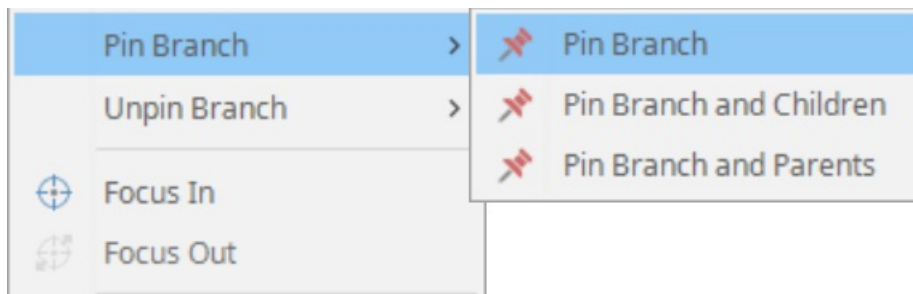 Pin Branch
Unpin Branch
Focus In
Focus Out
Pin Branch
Pin Branch and Children
Pin Branch and Parents